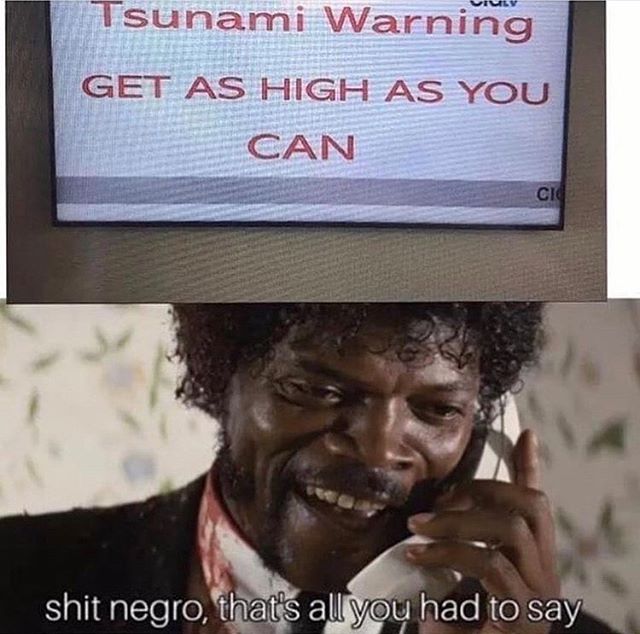 Tsunami Warning
GET AS HIGH AS YOU
CAN
shit negro, that's all you had to say